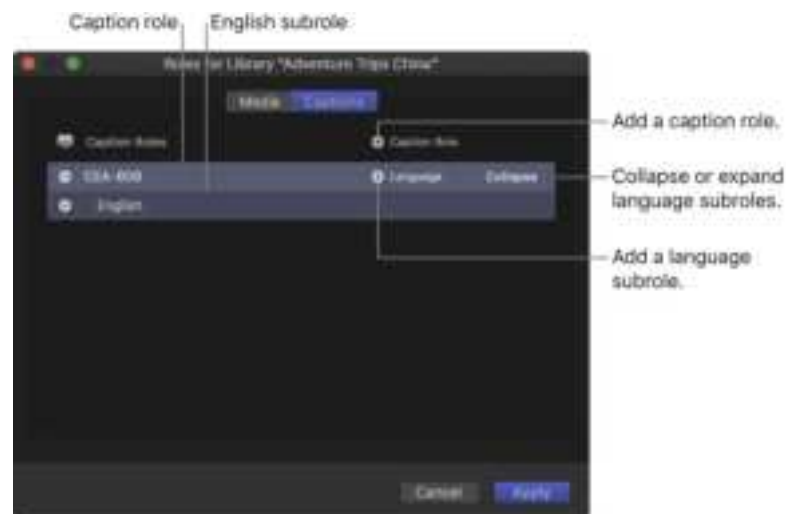 Caption role
English subrole
Roles for Library "Adventure Trips China"
Media
Captions
Add a caption role.
Caption Roles
Caption Role
CEA-608
Language
Collapse
Collapse or expand
language subroles.
English
Add a language
subrole.
Cancel
Apply